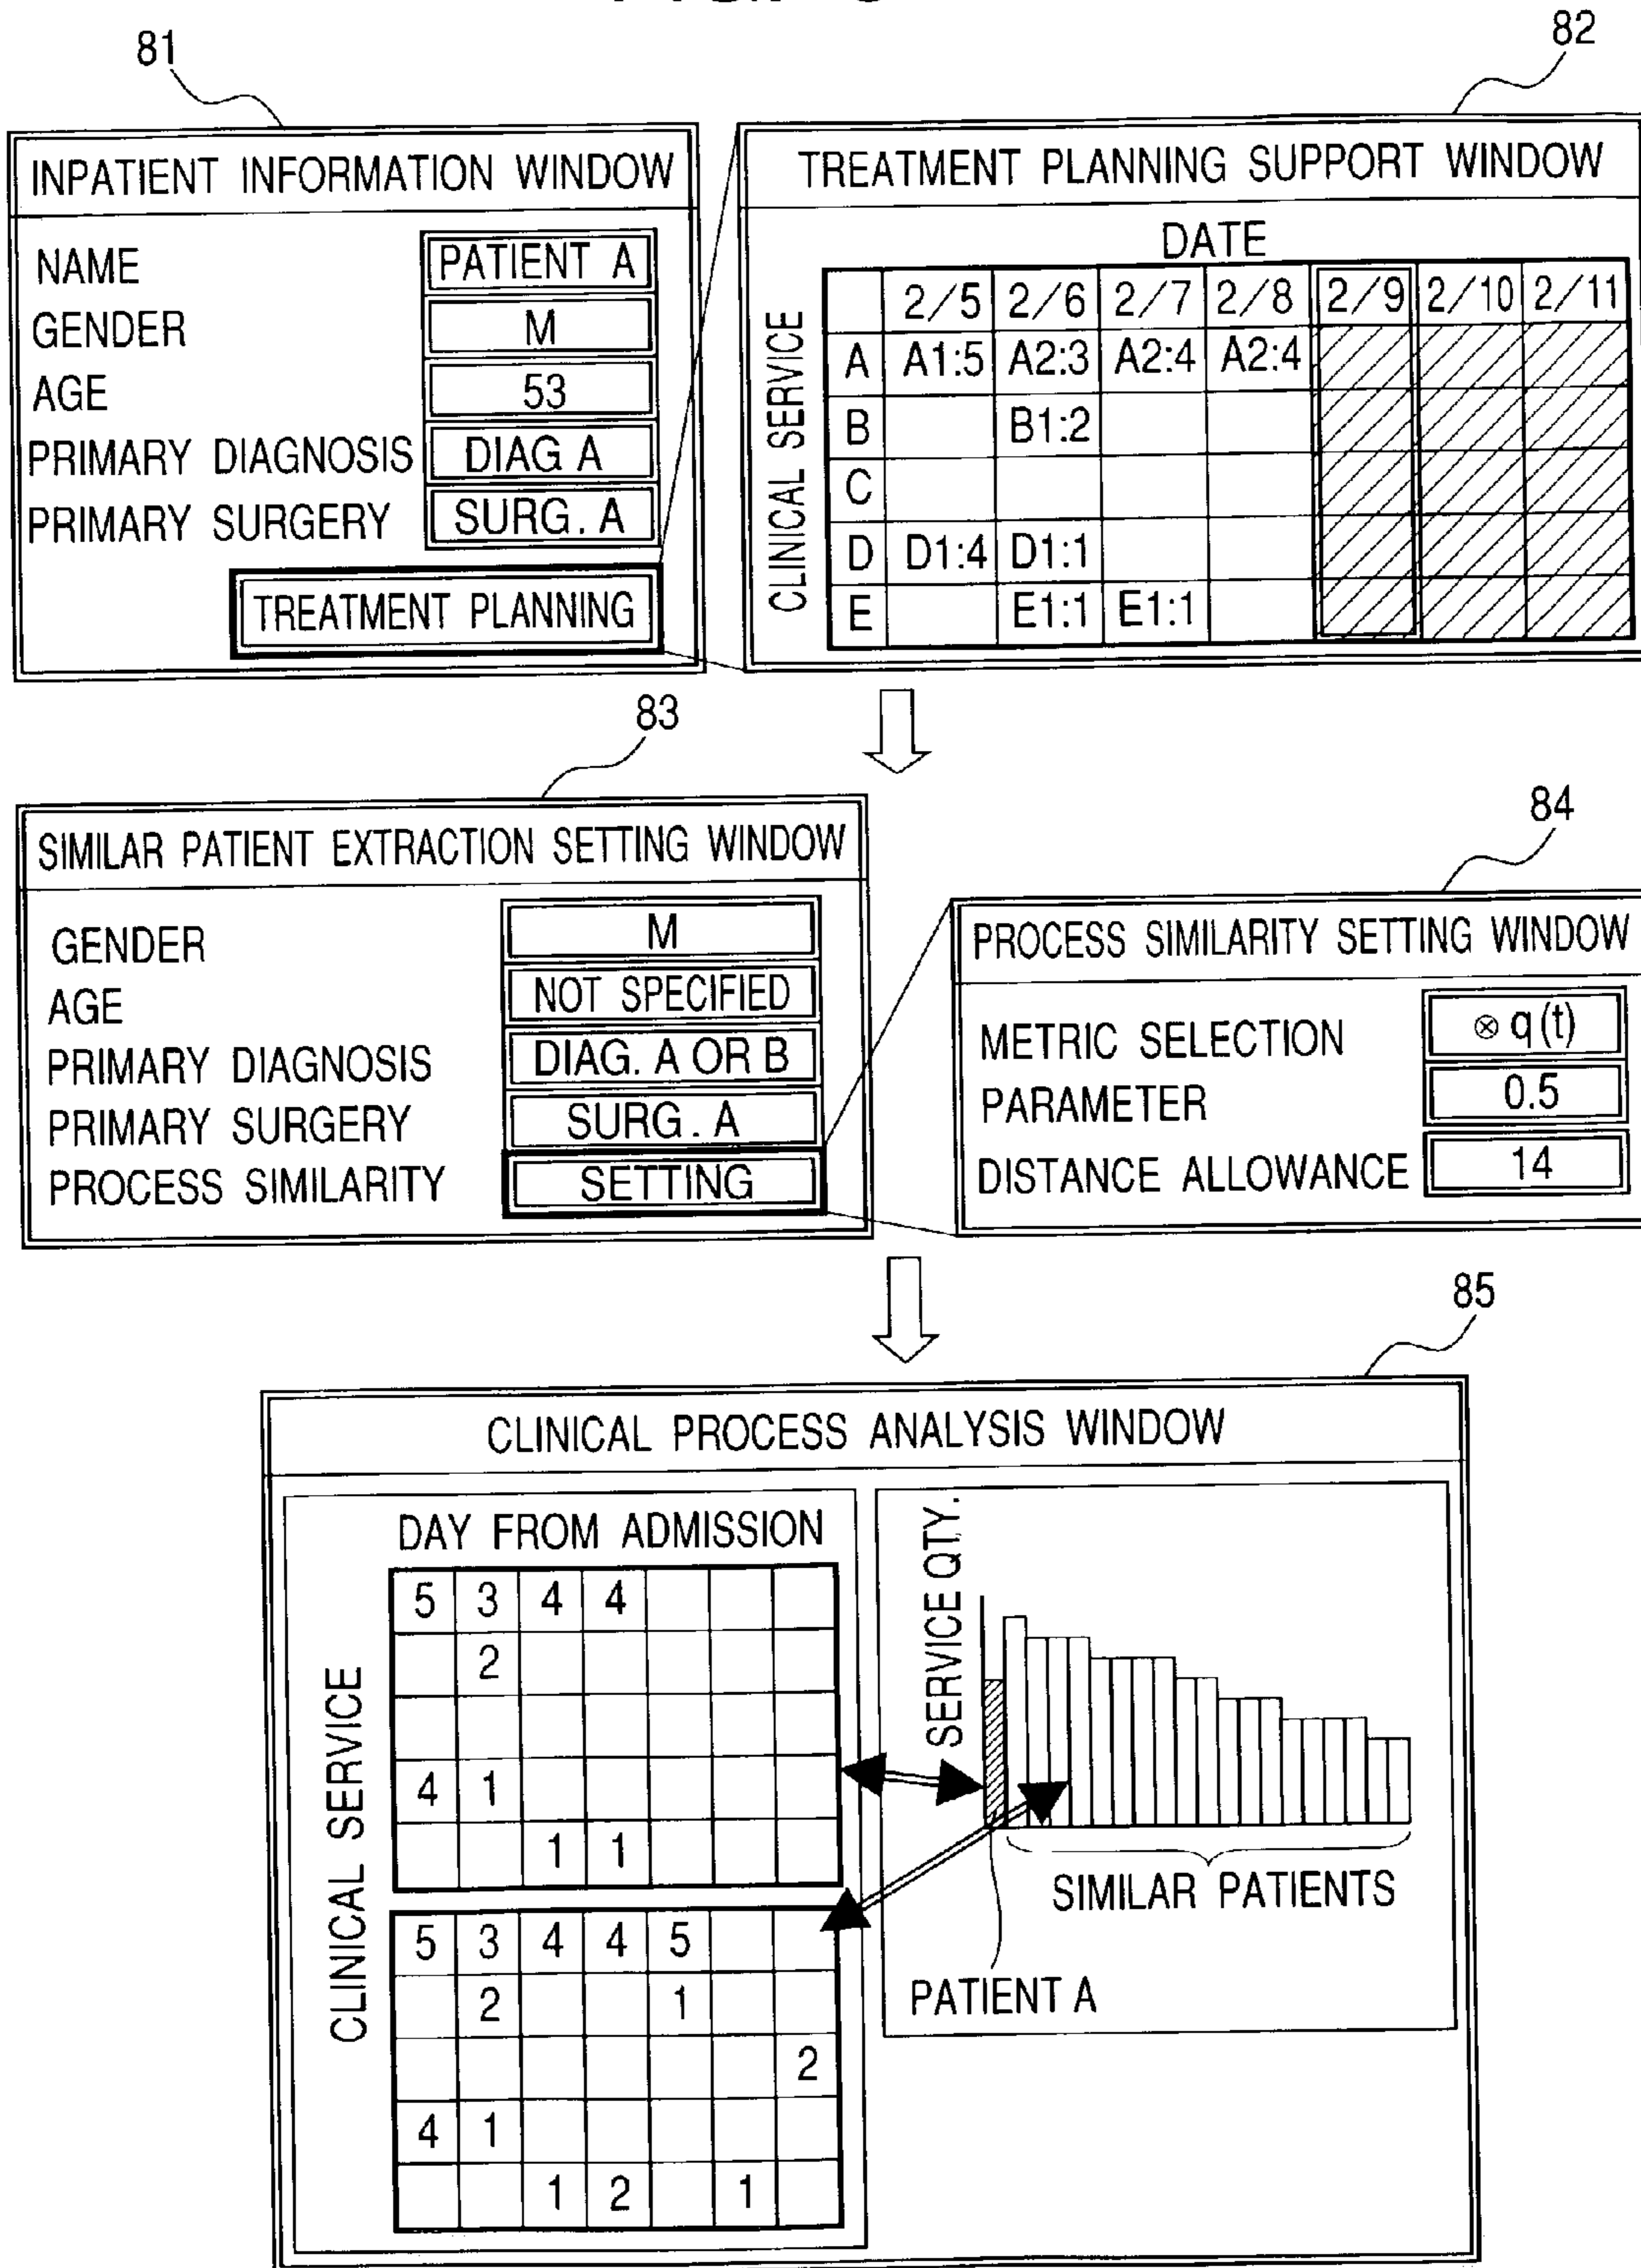 81
82
INPATIENT INFORMATION WINDOW
NAME PATIENT A
GENDER M
AGE 53
PRIMARY DIAGNOSIS DIAG A
PRIMARY SURGERY SURG. A
TREATMENT PLANNING
TREATMENT PLANNING SUPPORT WINDOW
DATE
CLINICAL SERVICE
2/5 2/6 2/7 2/8 2/9 2/10 2/11
A A1:5 A2:3 A2:4 A2:4
B B1:2
C
D D1:4 D1:1
E E1:1 E1:1
83
SIMILAR PATIENT EXTRACTION SETTING WINDOW
GENDER M
AGE NOT SPECIFIED
PRIMARY DIAGNOSIS DIAG. A OR B
PRIMARY SURGERY SURG. A
PROCESS SIMILARITY SETTING
84
PROCESS SIMILARITY SETTING WINDOW
METRIC SELECTION ⊗ q(t)
PARAMETER 0.5
DISTANCE ALLOWANCE 14
85
CLINICAL PROCESS ANALYSIS WINDOW
DAY FROM ADMISSION
CLINICAL SERVICE
5 3 4 4
2
4 1
1 1
CLINICAL SERVICE
5 3 4 4 5
2 1
2
4 1
1 2 1
SERVICE QTY.
SIMILAR PATIENTS
PATIENT A